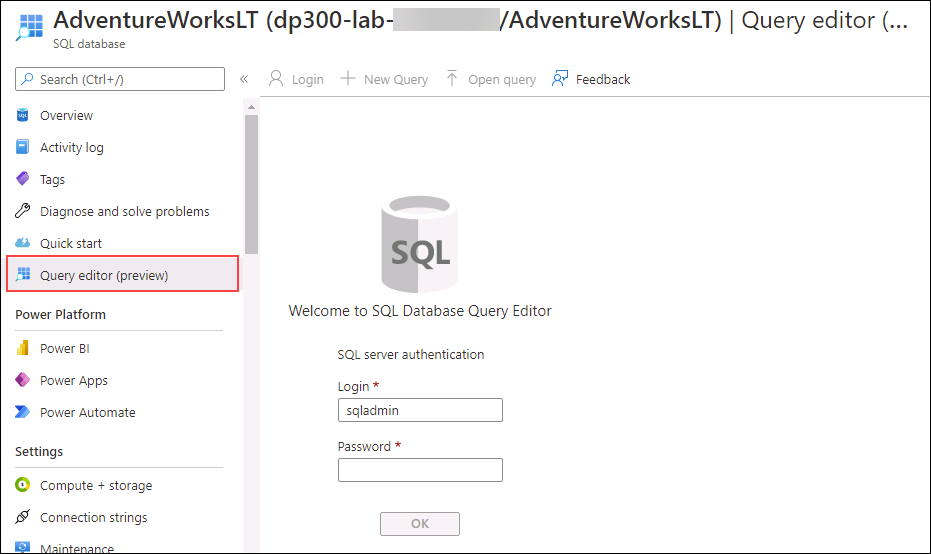 AdventureWorksLT (dp300-lab- /AdventureWorksLT) | Query editor (...
SQL database
Search (Ctrl+/)
«
Login
New Query
Open query
Feedback
SQL
Overview
Activity log
Tags
Diagnose and solve problems
Quick start
Query editor (preview)
Power Platform
Power BI
Power Apps
Power Automate
Settings
Compute + storage
Connection strings
Maintenance
SQL
Welcome to SQL Database Query Editor
SQL server authentication
Login *
sqladmin
Password *
OK